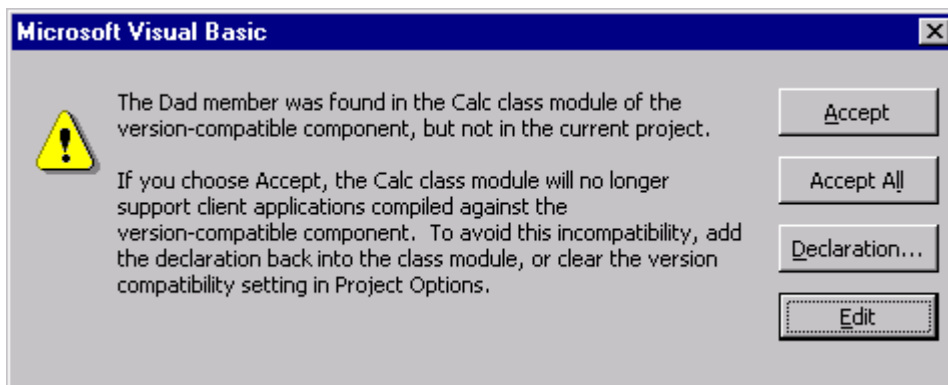 Microsoft Visual Basic
The Dad member was found in the Calc class module of the
version-compatible component, but not in the current project.
If you choose Accept, the Calc class module will no longer
support client applications compiled against the
version-compatible component. To avoid this incompatibility, add
the declaration back into the class module, or clear the version
compatibility setting in Project Options.
Accept
Accept All
Declaration...
Edit